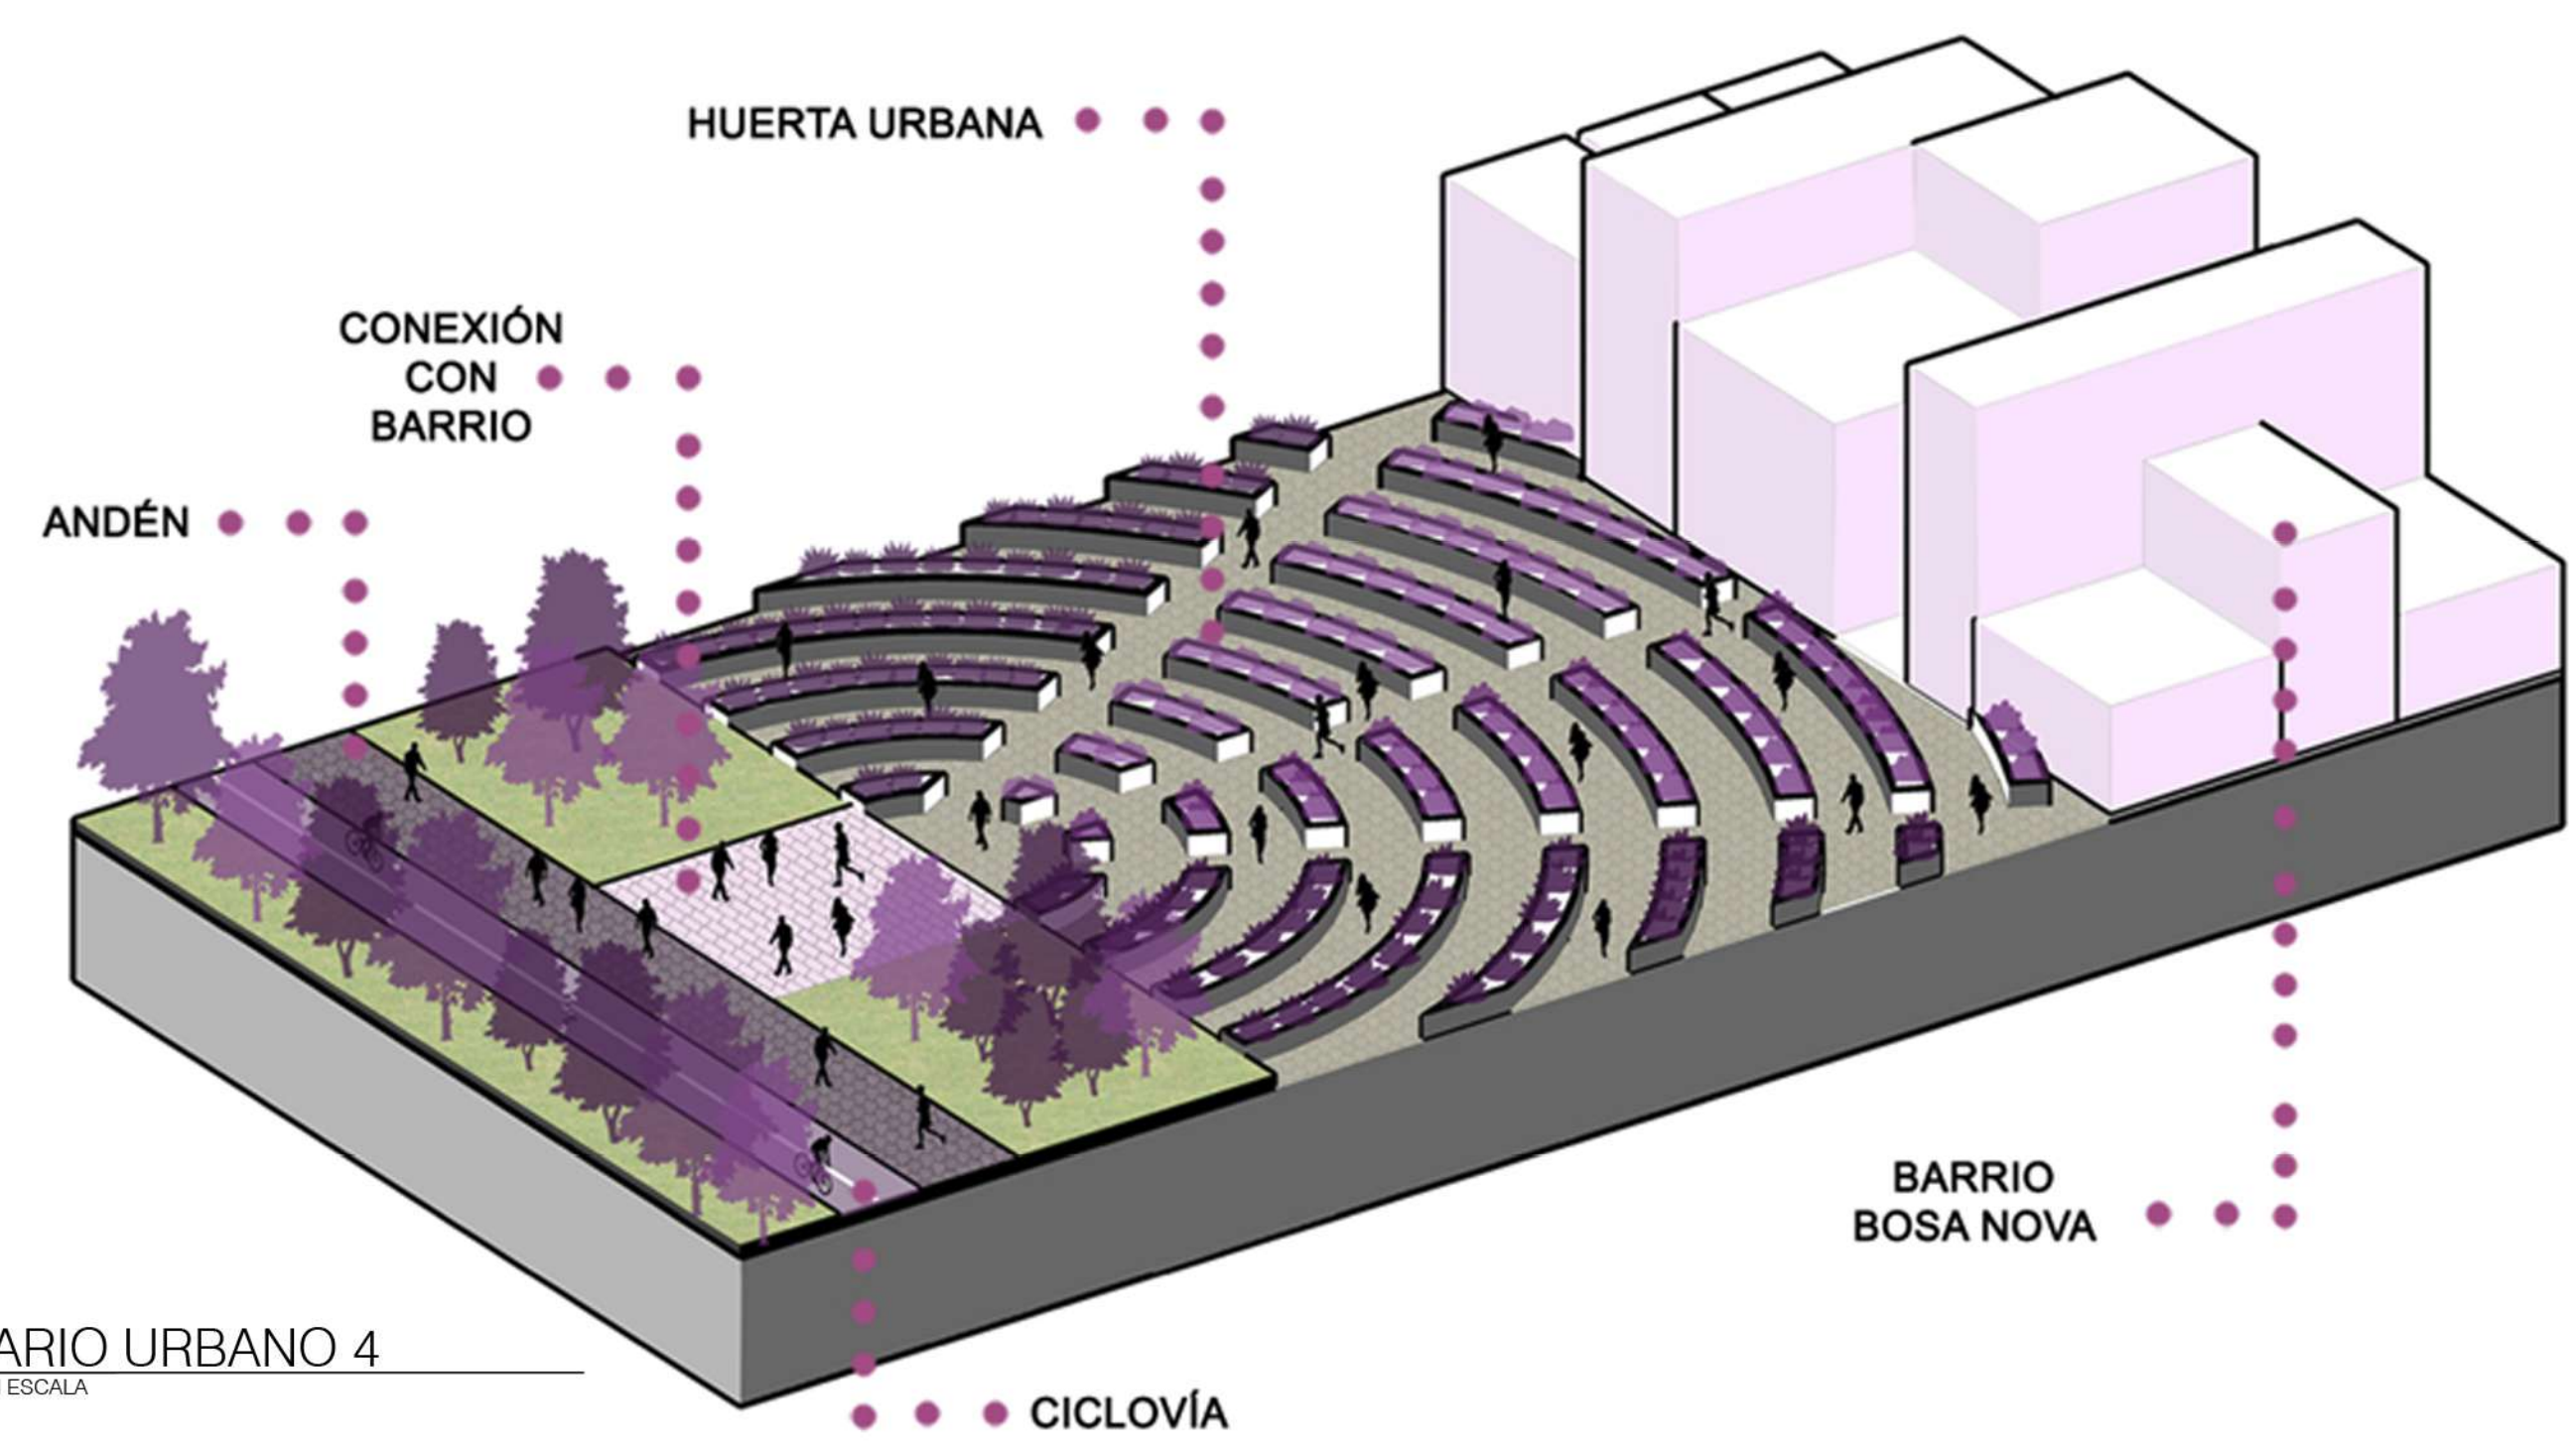 HUERTA URBANA
CONEXIÓN
CON
BARRIO
ANDÉN
BARRIO
BOSA NOVA
ARIO URBANO 4
ESCALA
CICLOVÍA